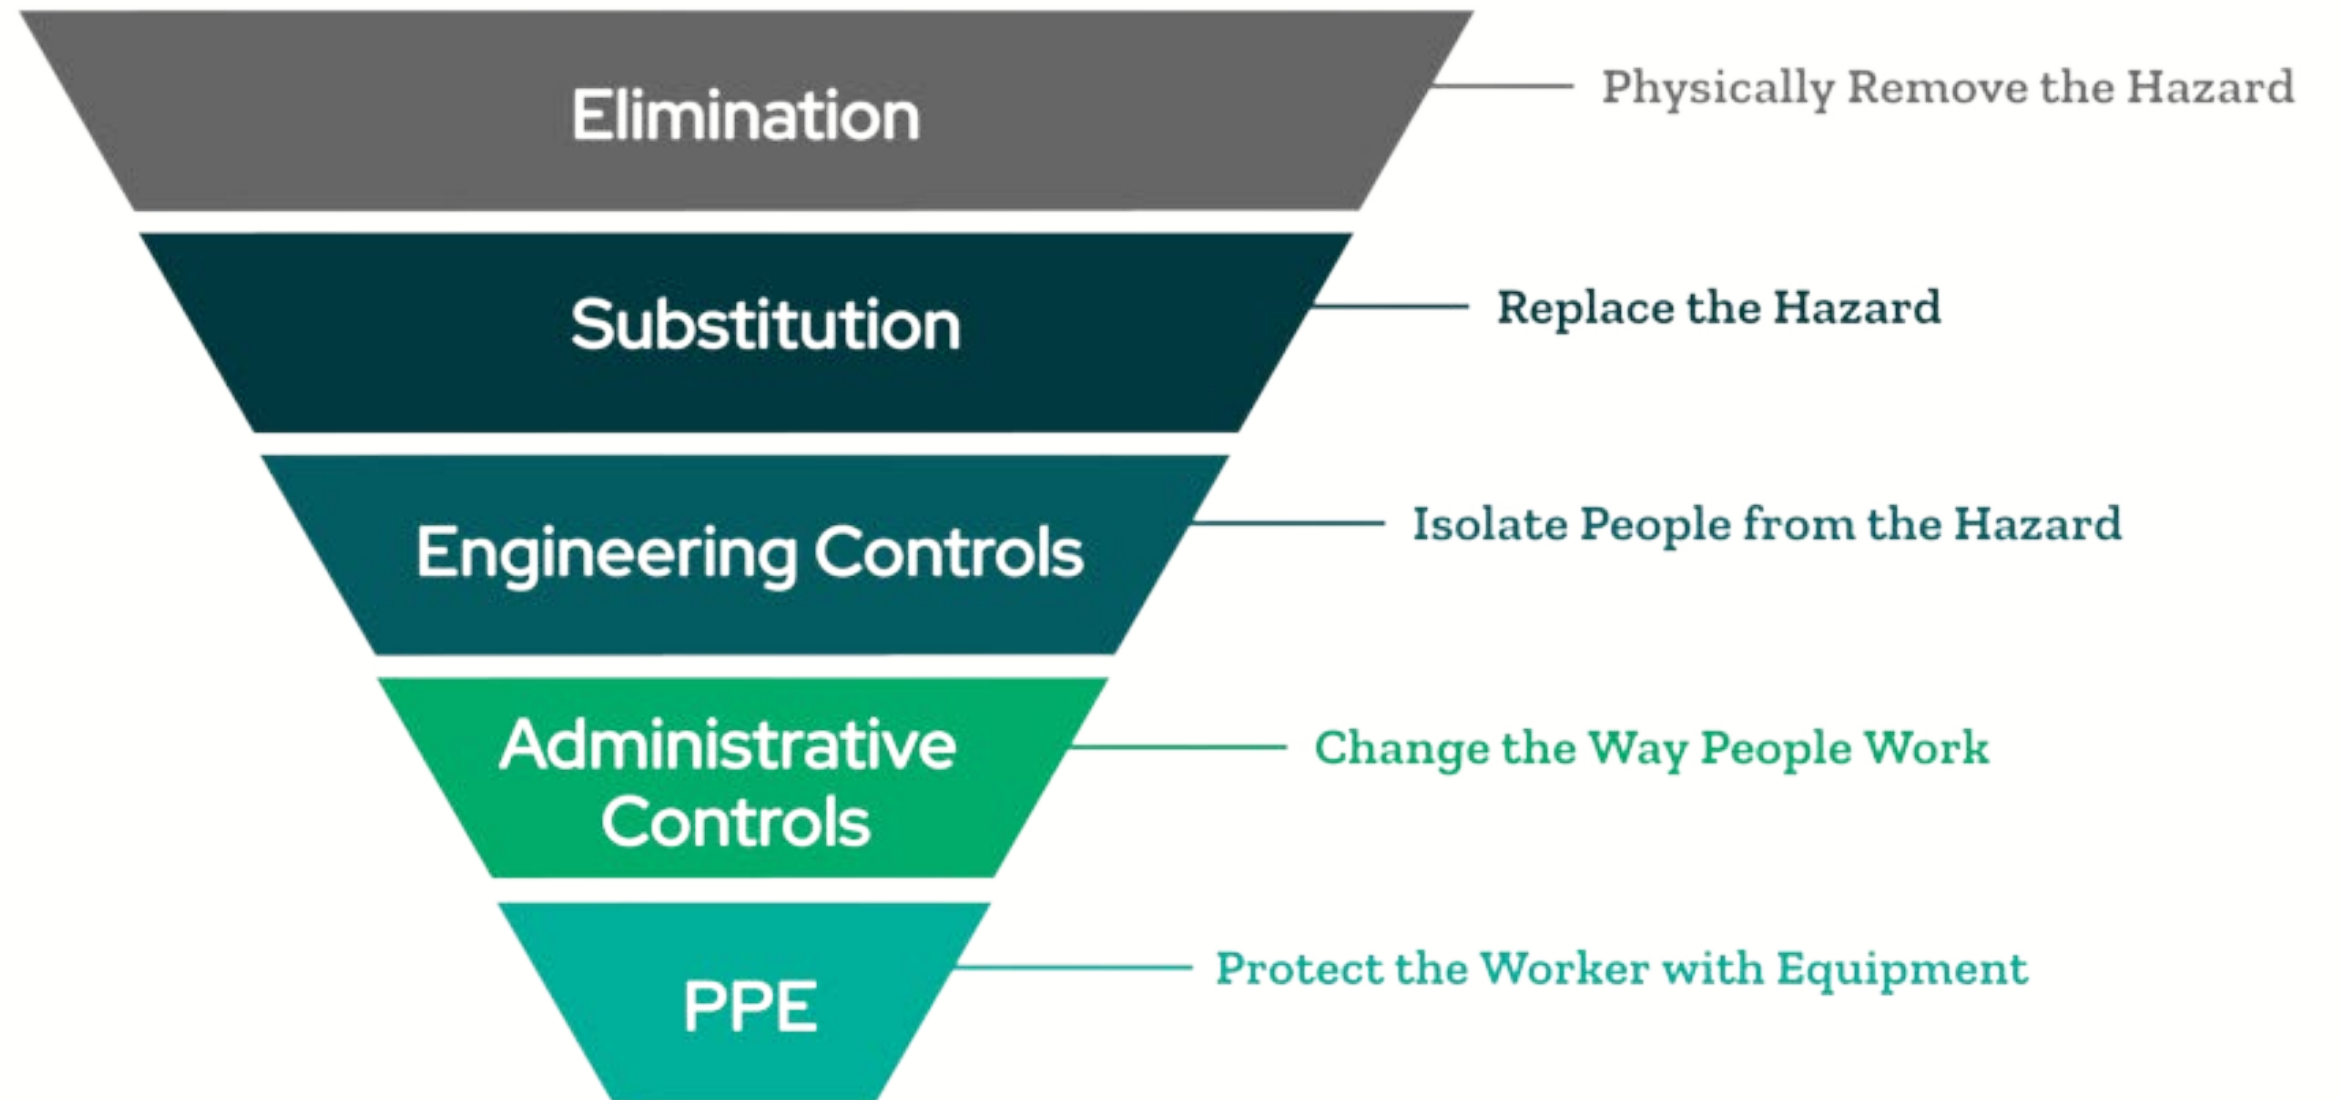 Elimination
Physically Remove the Hazard
Substitution
Replace the Hazard
Engineering Controls
Isolate People from the Hazard
Administrative
Controls
Change the Way People Work
PPE
Protect the Worker with Equipment